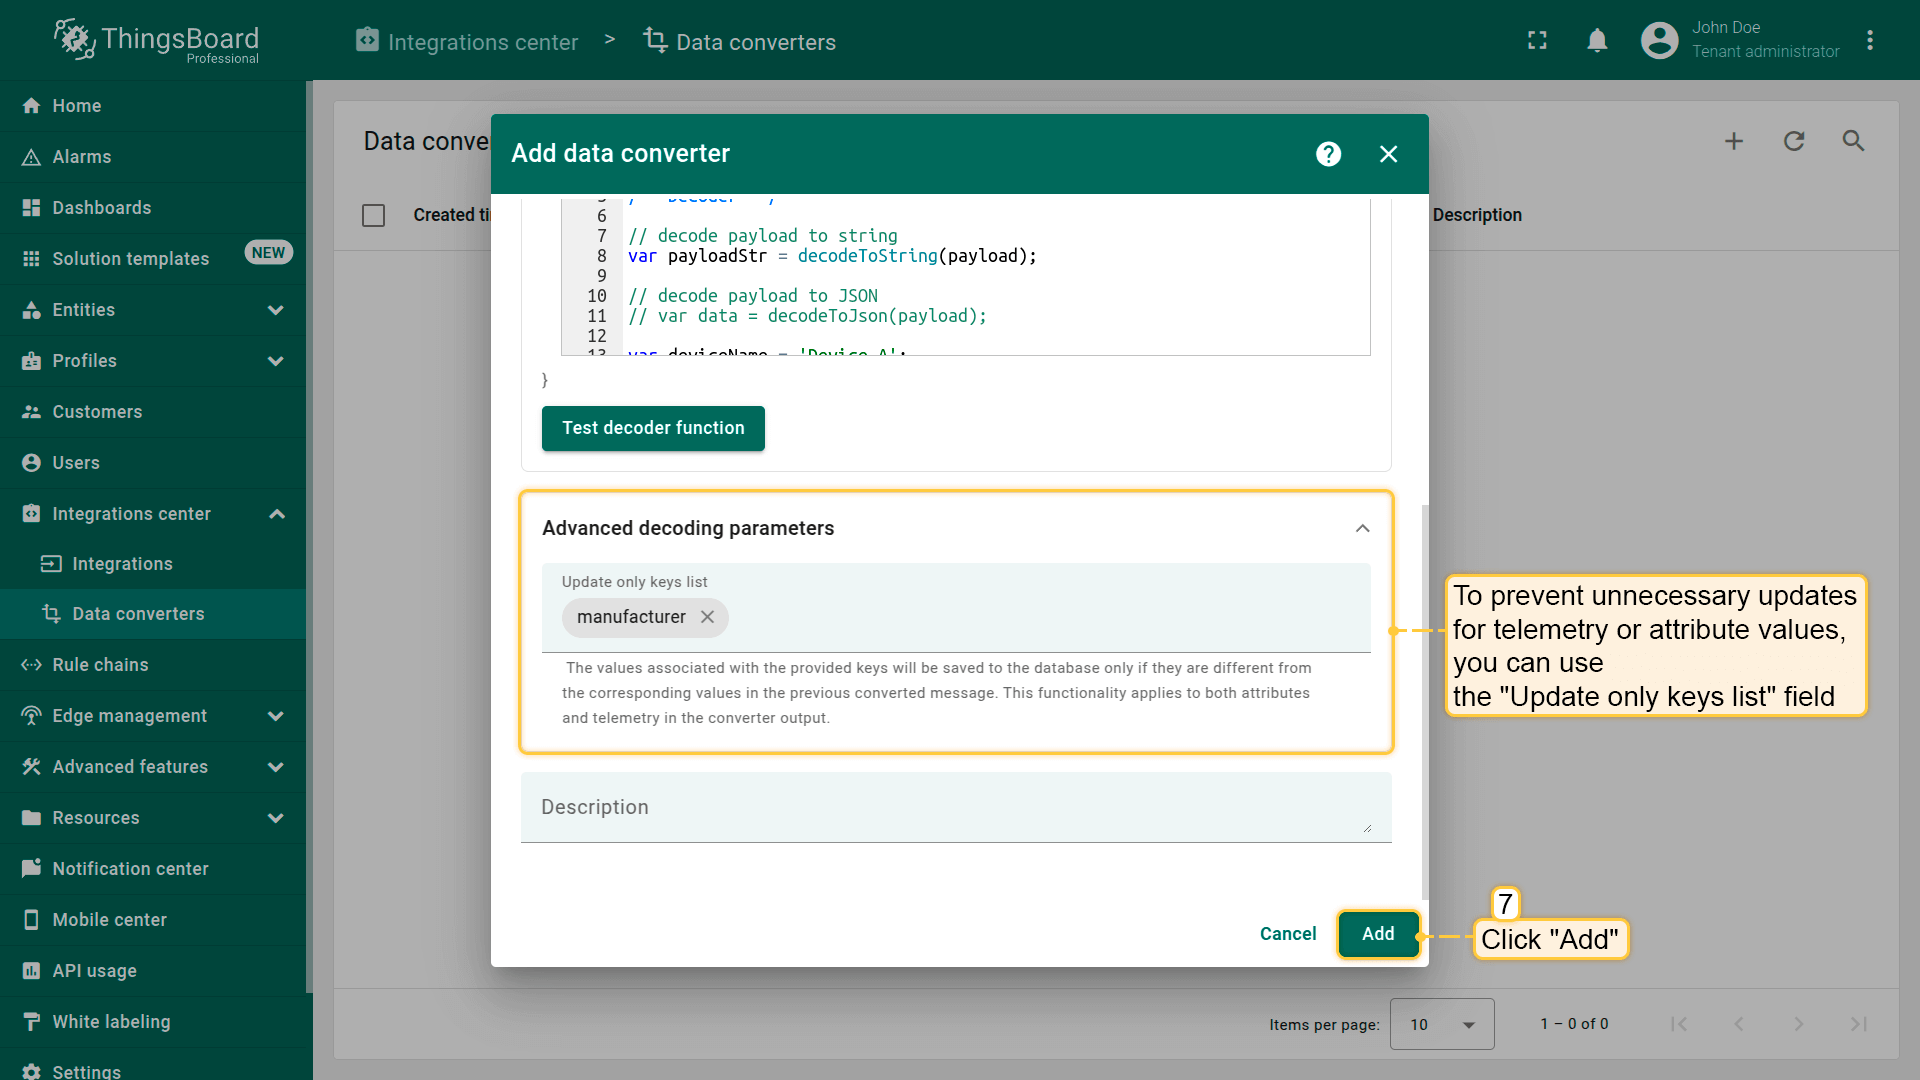 ThingsBoard
Professional
Integrations center > Data converters
John Doe
Tenant administrator
Home
Alarms
Dashboards
Solution templates NEW
Entities
Profiles
Customers
Users
Integrations center
Integrations
Data converters
Rule chains
Edge management
Advanced features
Resources
Notification center
Mobile center
API usage
White labeling
Settings
Created
Description
Add data converter
6
7 // decode payload to string
8 var payloadStr = decodeToString(payload);
9
10 // decode payload to JSON
11 // var data = decodeToJson(payload);
12
13 var deviceName = 'Device A';
}
Test decoder function
Advanced decoding parameters
Update only keys list
manufacturer
The values associated with the provided keys will be saved to the database only if they are different from
the corresponding values in the previous converted message. This functionality applies to both attributes
and telemetry in the converter output.
Description
Cancel Add
To prevent unnecessary updates
for telemetry or attribute values,
you can use
the "Update only keys list" field
7
Click "Add"
Items per page: 10 1 – 0 of 0